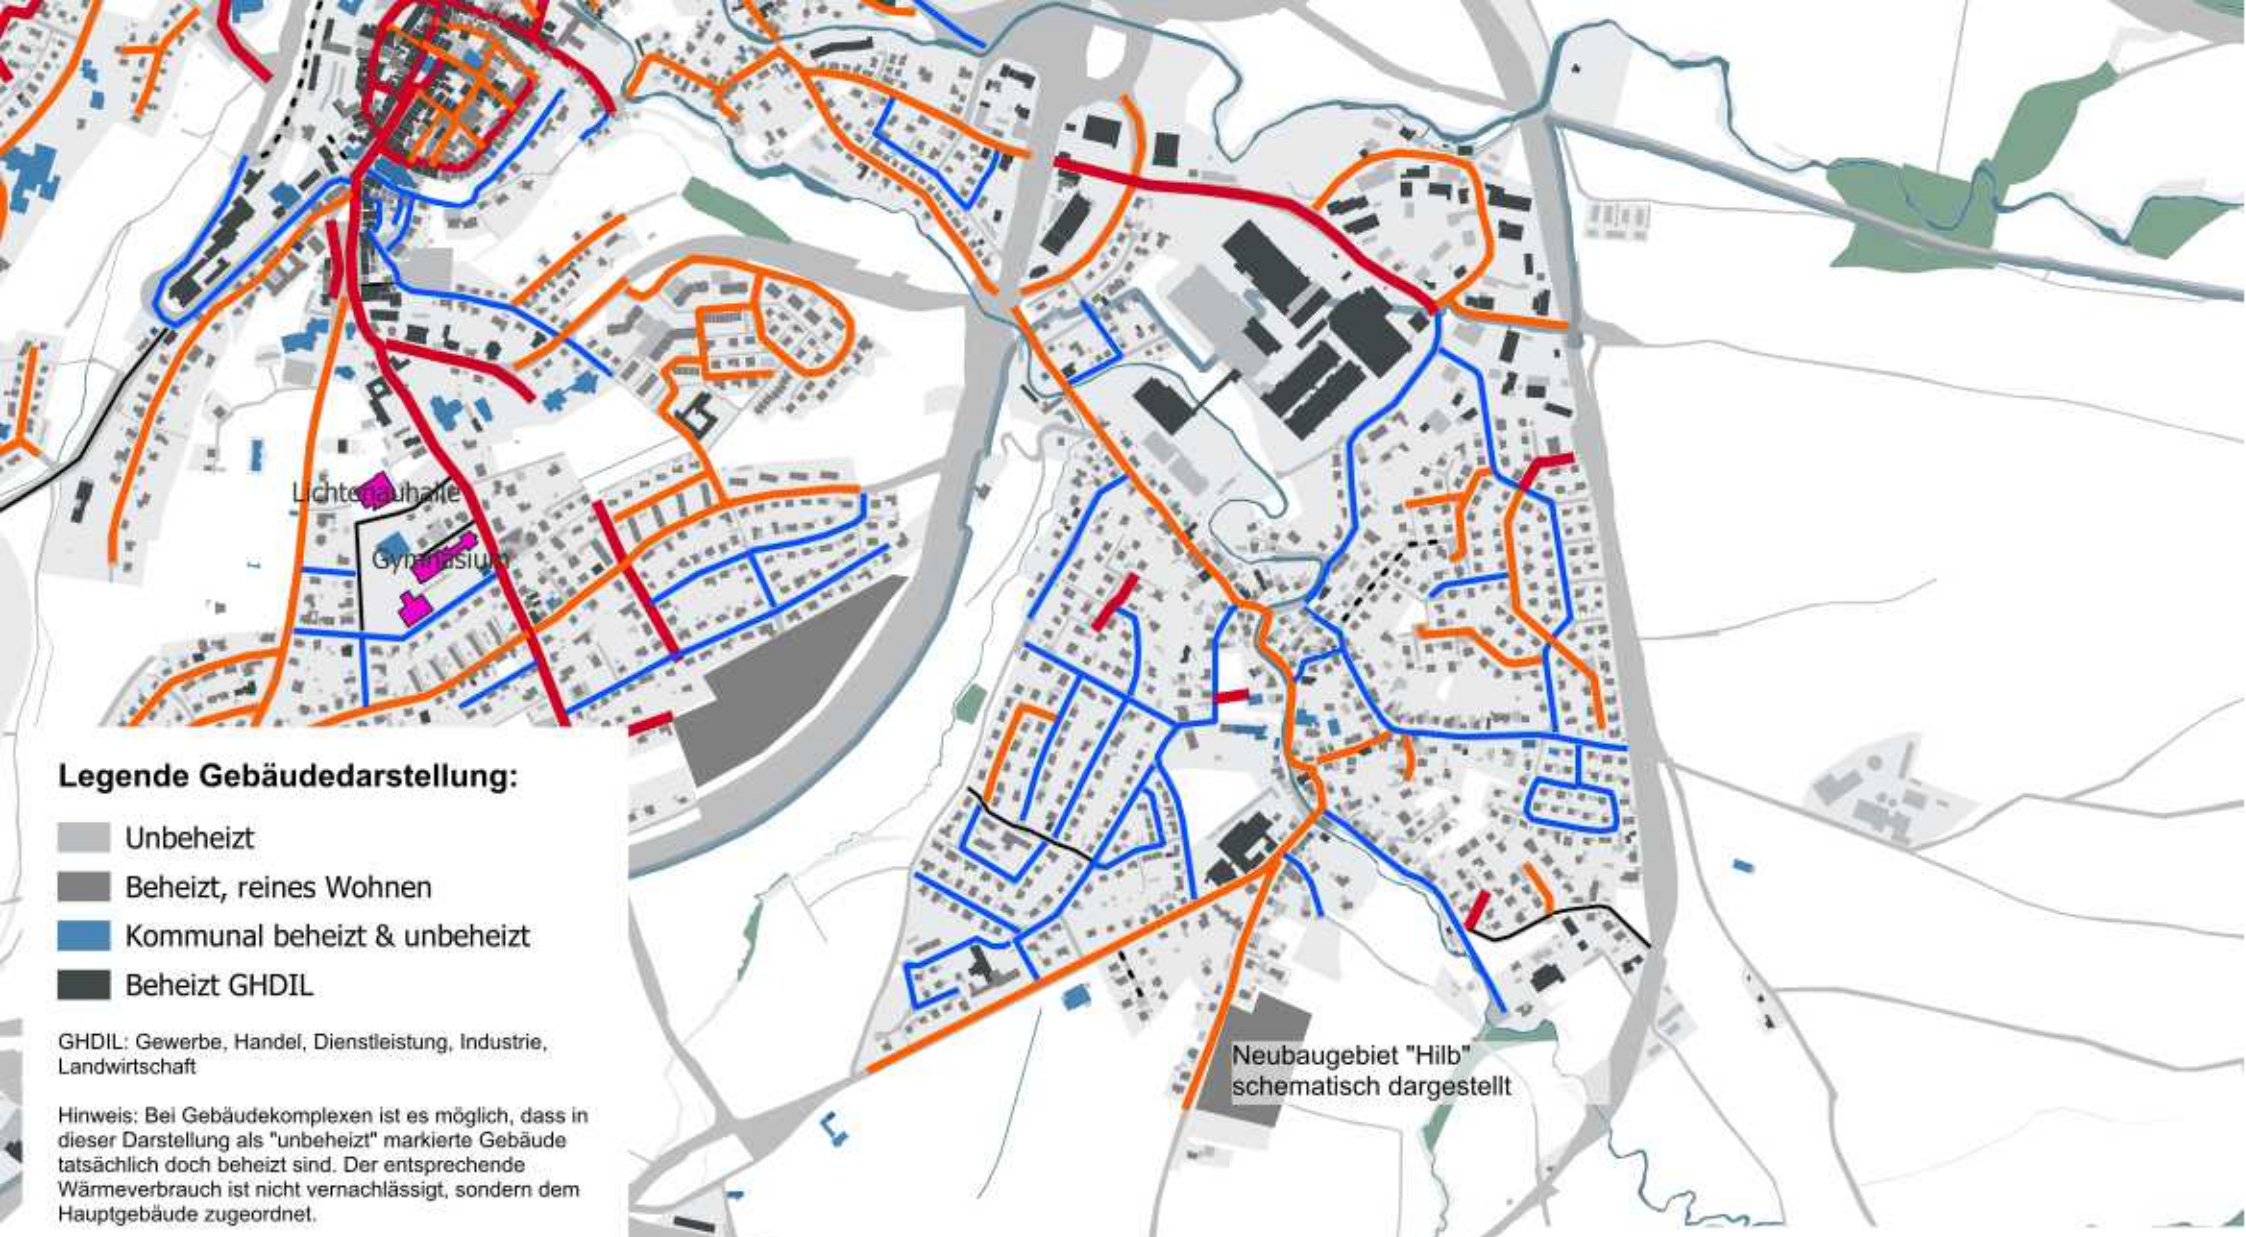 Lichtenauhalle
Gymnasium
Legende Gebäudedarstellung:
Unbeheizt
Beheizt, reines Wohnen
Kommunal beheizt & unbeheizt
Beheizt GHDIL
GHDIL: Gewerbe, Handel, Dienstleistung, Industrie,
Landwirtschaft
Hinweis: Bei Gebäudekomplexen ist es möglich, dass in
dieser Darstellung als "unbeheizt" markierte Gebäude
tatsächlich doch beheizt sind. Der entsprechende
Wärmeverbrauch ist nicht vernachlässigt, sondern dem
Hauptgebäude zugeordnet.
Neubaugebiet "Hilb"
schematisch dargestellt